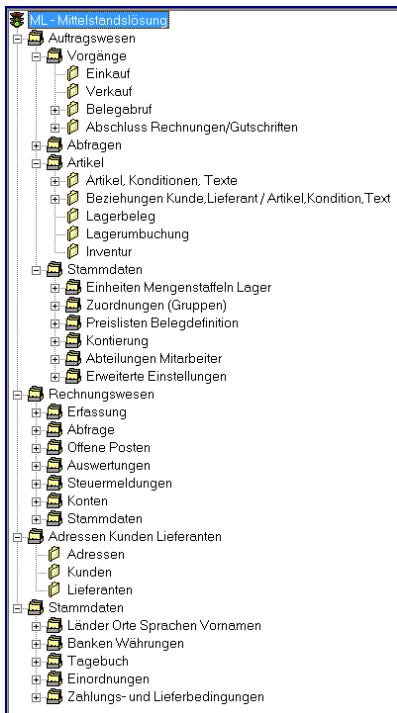 ML - Mittelstandslösung
Auftragswesen
Vorgänge
Einkauf
Verkauf
Belegabruf
Abschluss Rechnungen/Gutschriften
Abfragen
Artikel
Artikel, Konditionen, Texte
Beziehungen Kunde,Lieferant / Artikel,Kondition,Text
Lagerbeleg
Lagerumbuchung
Inventur
Stammdaten
Einheiten Mengenstaffeln Lager
Zuordnungen (Gruppen)
Preislisten Belegdefinition
Kontierung
Abteilungen Mitarbeiter
Erweiterte Einstellungen
Rechnungswesen
Erfassung
Abfrage
Offene Posten
Auswertungen
Steuermeldungen
Konten
Stammdaten
Adressen Kunden Lieferanten
Adressen
Kunden
Lieferanten
Stammdaten
Länder Orte Sprachen Vornamen
Banken Währungen
Tagebuch
Einordnungen
Zahlungs- und Lieferbedingungen